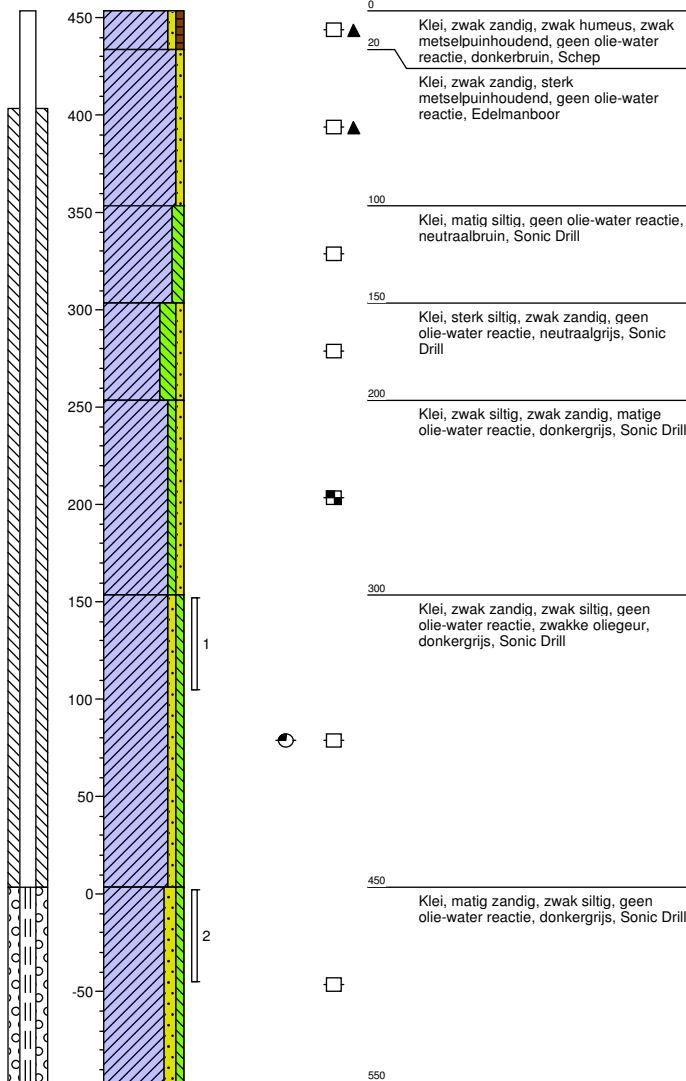 450
400
350
300
250
200
150
100
50
0
-50
1
2
0
Klei, zwak zandig, zwak humeus, zwak
metselpuinhoudend, geen olie-water
reactie, donkerbruin, Schep
20
Klei, zwak zandig, sterk
metselpuinhoudend, geen olie-water
reactie, Edelmanboor
100
Klei, matig siltig, geen olie-water reactie,
neutraalbruin, Sonic Drill
150
Klei, sterk siltig, zwak zandig, geen
olie-water reactie, neutraalgrijs, Sonic
Drill
200
Klei, zwak siltig, zwak zandig, matige
olie-water reactie, donkergrijs, Sonic Drill
300
Klei, zwak zandig, zwak siltig, geen
olie-water reactie, zwakke oliegeur,
donkergrijs, Sonic Drill
450
Klei, matig zandig, zwak siltig, geen
olie-water reactie, donkergrijs, Sonic Drill
550